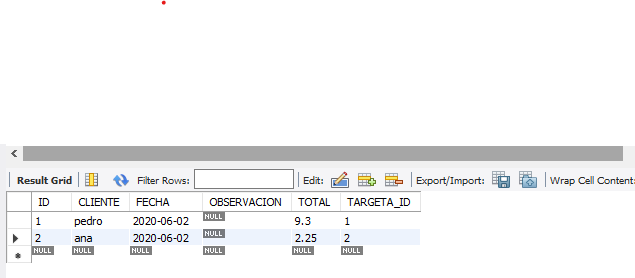 Result Grid Filter Rows: Edit: Export/Import: Wrap Cell Content:
ID CLIENTE FECHA OBSERVACION TOTAL TARGETA_ID
1 pedro 2020-06-02 NULL 9.3 1
2 ana 2020-06-02 NULL 2.25 2
NULL NULL NULL NULL NULL NULL